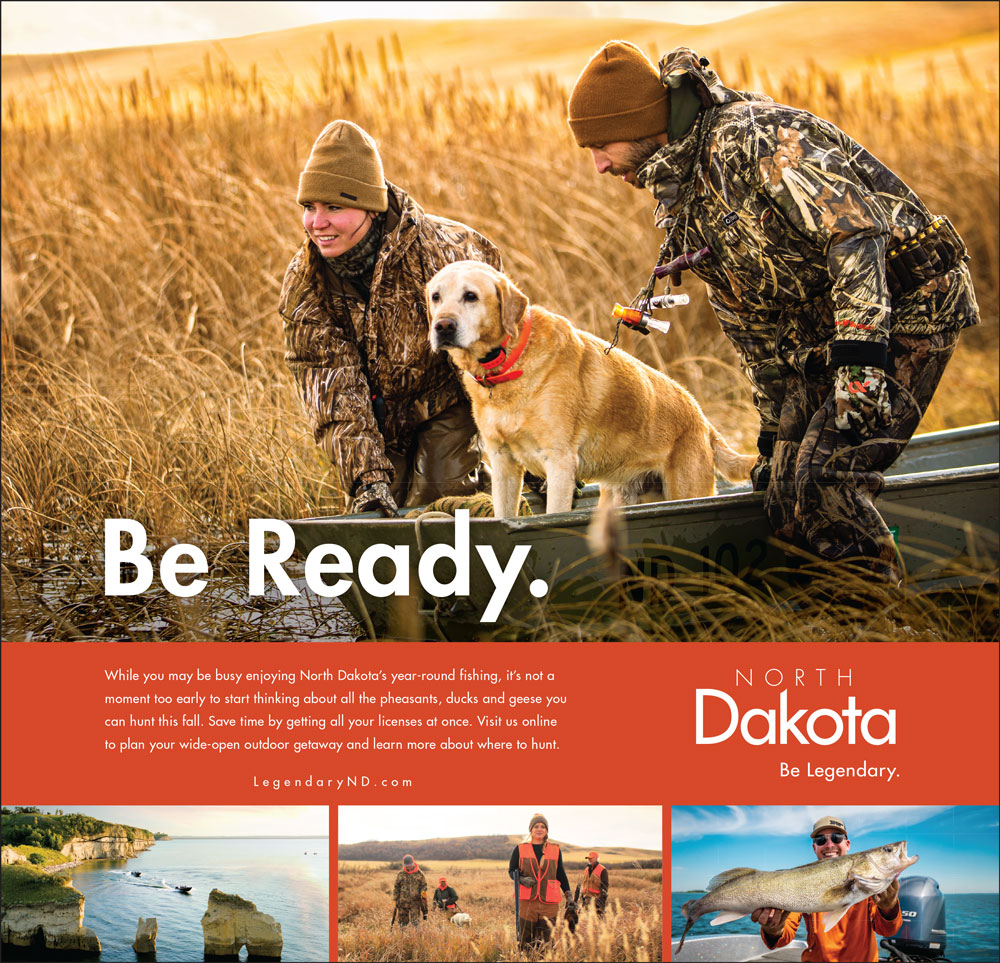 Be Ready.
While you may be busy enjoying North Dakota's year-round fishing, it's not a
moment too early to start thinking about all the pheasants, ducks and geese you
can hunt this fall. Save time by getting all your licenses at once. Visit us online
to plan your wide-open outdoor getaway and learn more about where to hunt.
LegendaryND.com
NORTH
Dakota
Be Legendary.